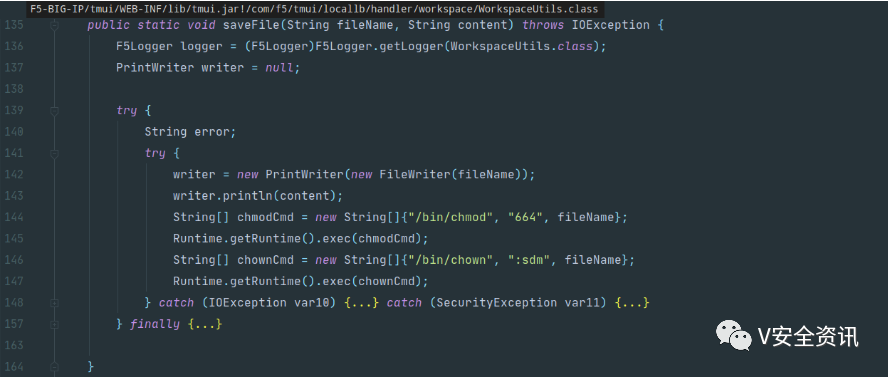 F5-BIG-IP/tmui/WEB-INF/lib/tmui.jar!/com/f5/tmui/locallb/handler/workspace/WorkspaceUtils.class
135 public static void saveFile(String fileName, String content) throws IOException {
136 F5Logger logger = (F5Logger)F5Logger.getLogger(WorkspaceUtils.class);
137 PrintWriter writer = null;
138
139 try {
140 String error;
141 try {
142 writer = new PrintWriter(new FileWriter(fileName));
143 writer.println(content);
144 String[] chmodCmd = new String[]{"/bin/chmod", "664", fileName};
145 Runtime.getRuntime().exec(chmodCmd);
146 String[] chownCmd = new String[]{"/bin/chown", ":sdm", fileName};
147 Runtime.getRuntime().exec(chownCmd);
148 } catch (IOException var10) {...} catch (SecurityException var11) {...}
157 } finally {...}
163
164 }
V安全资讯